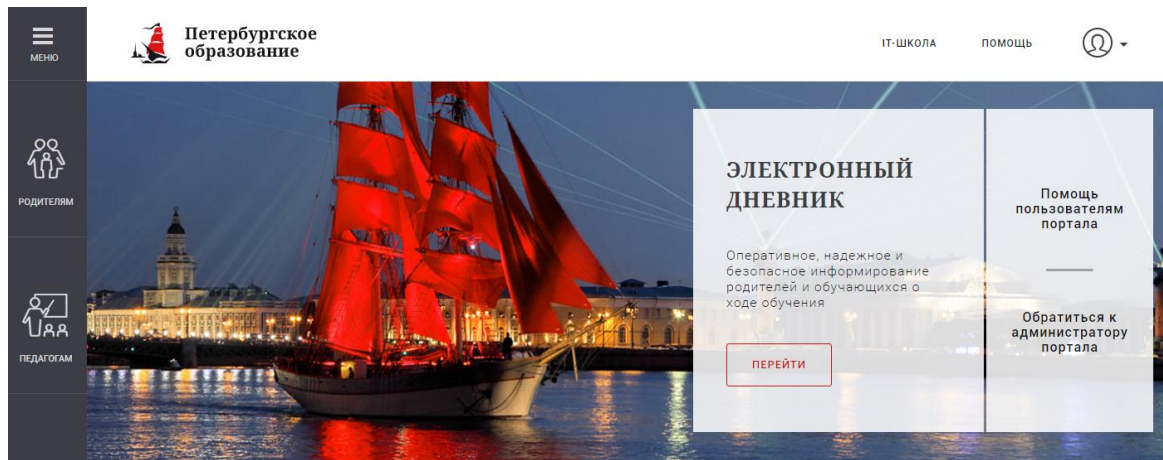 МЕНЮ
Петербургское
образование
IT-ШКОЛА
ПОМОЩЬ
РОДИТЕЛЯМ
ПЕДАГОГАМ
ЭЛЕКТРОННЫЙ
ДНЕВНИК
Оперативное, надежное и
безопасное информирование
родителей и обучающихся о
ходе обучения
ПЕРЕЙТИ
Помощь
пользователям
портала
Обратиться к
администратору
портала